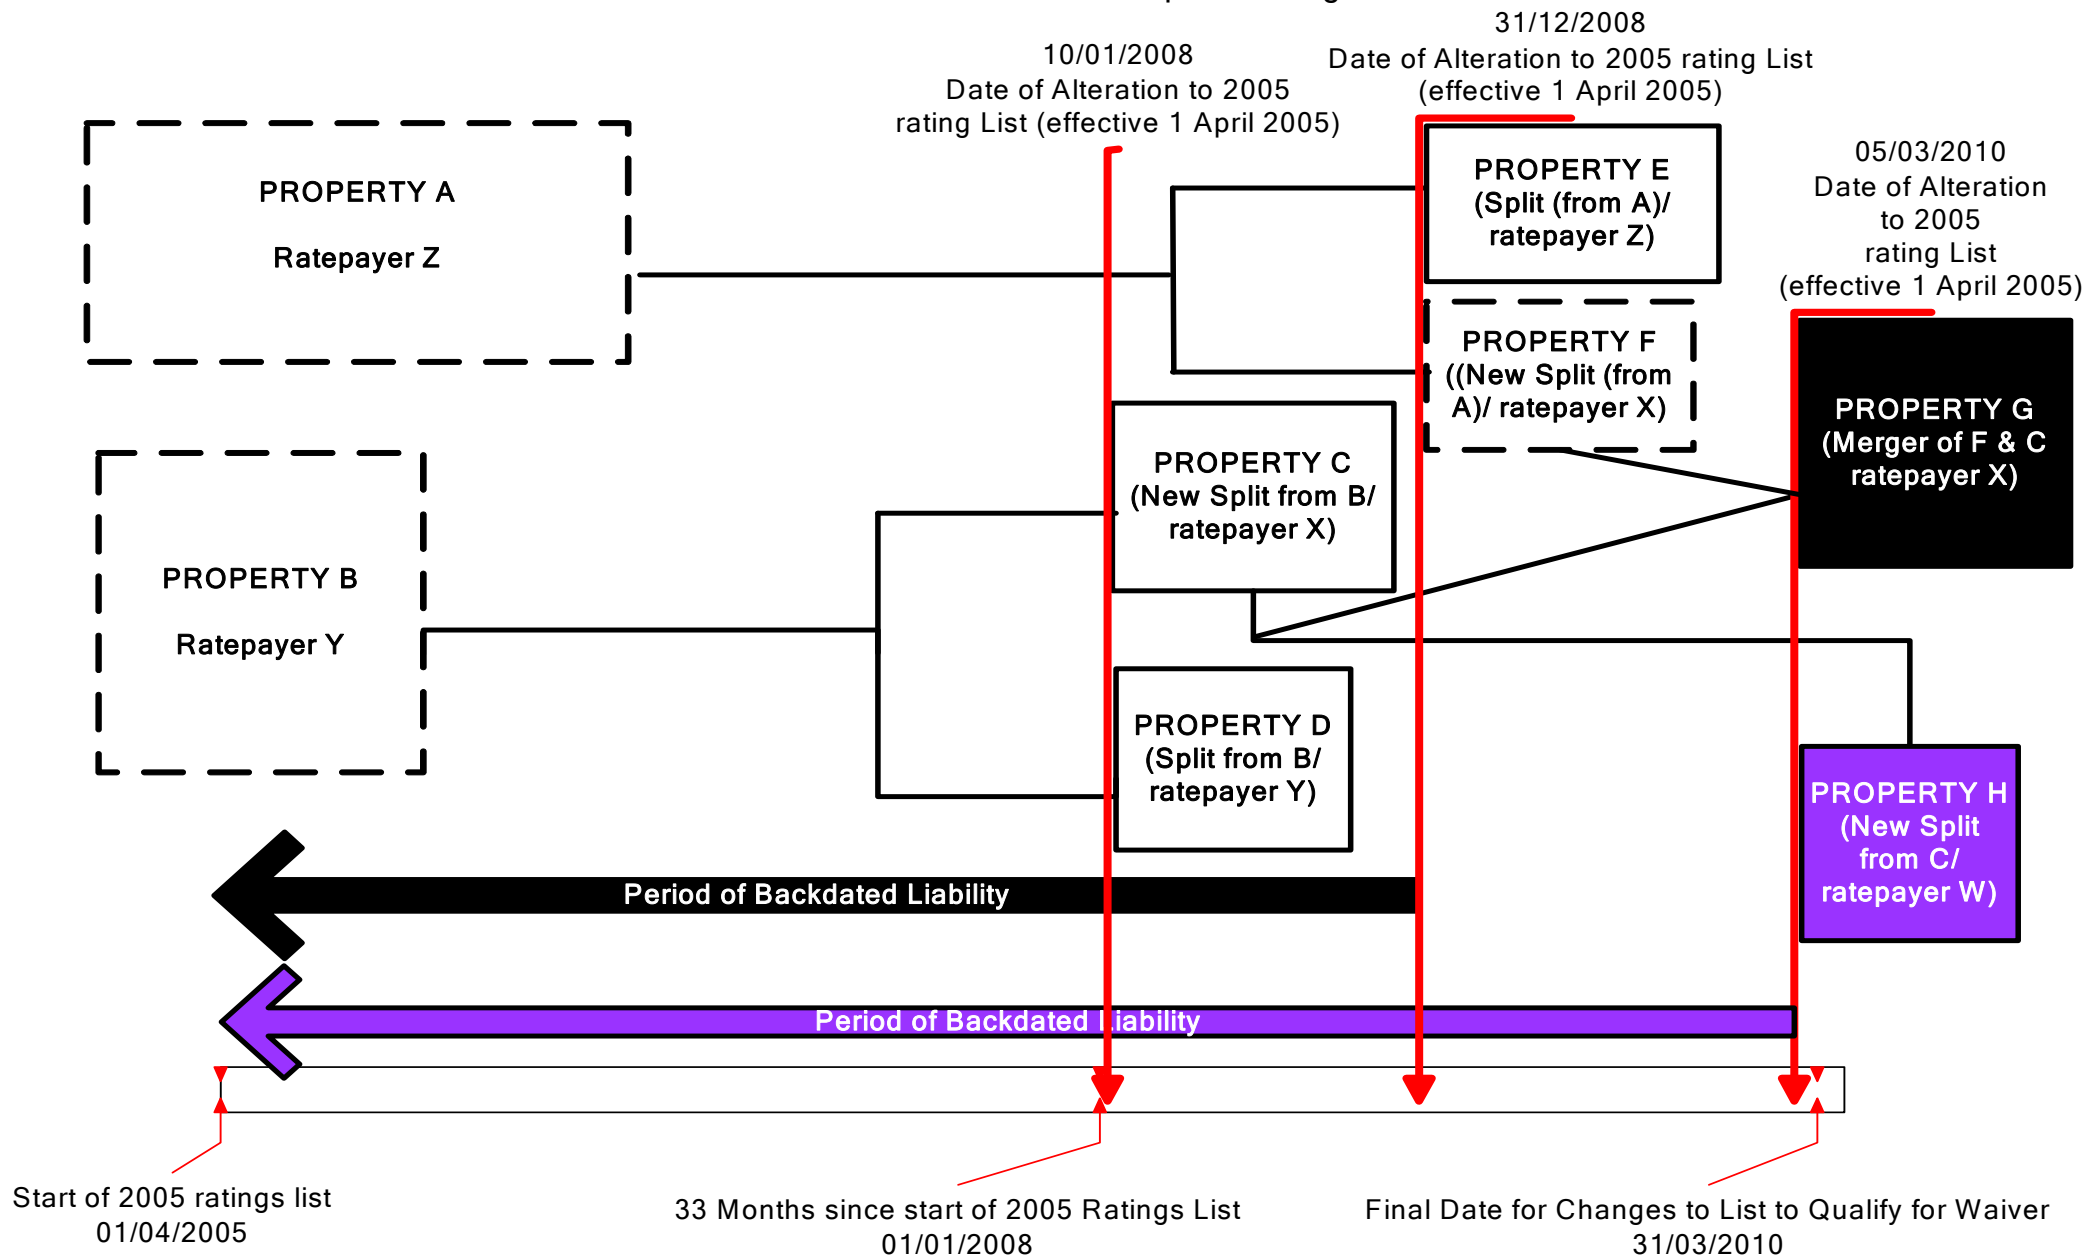 31/12/2008
Date of Alteration to 2005 rating List
(effective 1 April 2005)
10/01/2008
Date of Alteration to 2005
rating List (effective 1 April 2005)
05/03/2010
Date of Alteration
to 2005
rating List
(effective 1 April 2005)
PROPERTY A
Ratepayer Z
PROPERTY E
(Split (from A)/
ratepayer Z)
PROPERTY F
((New Split (from
A)/ ratepayer X)
PROPERTY G
(Merger of F & C
ratepayer X)
PROPERTY C
(New Split from B/
ratepayer X)
PROPERTY B
Ratepayer Y
PROPERTY D
(Split from B/
ratepayer Y)
PROPERTY H
(New Split
from C/
ratepayer W)
Period of Backdated Liability
Period of Backdated Liability
Start of 2005 ratings list
01/04/2005
33 Months since start of 2005 Ratings List
01/01/2008
Final Date for Changes to List to Qualify for Waiver
31/03/2010